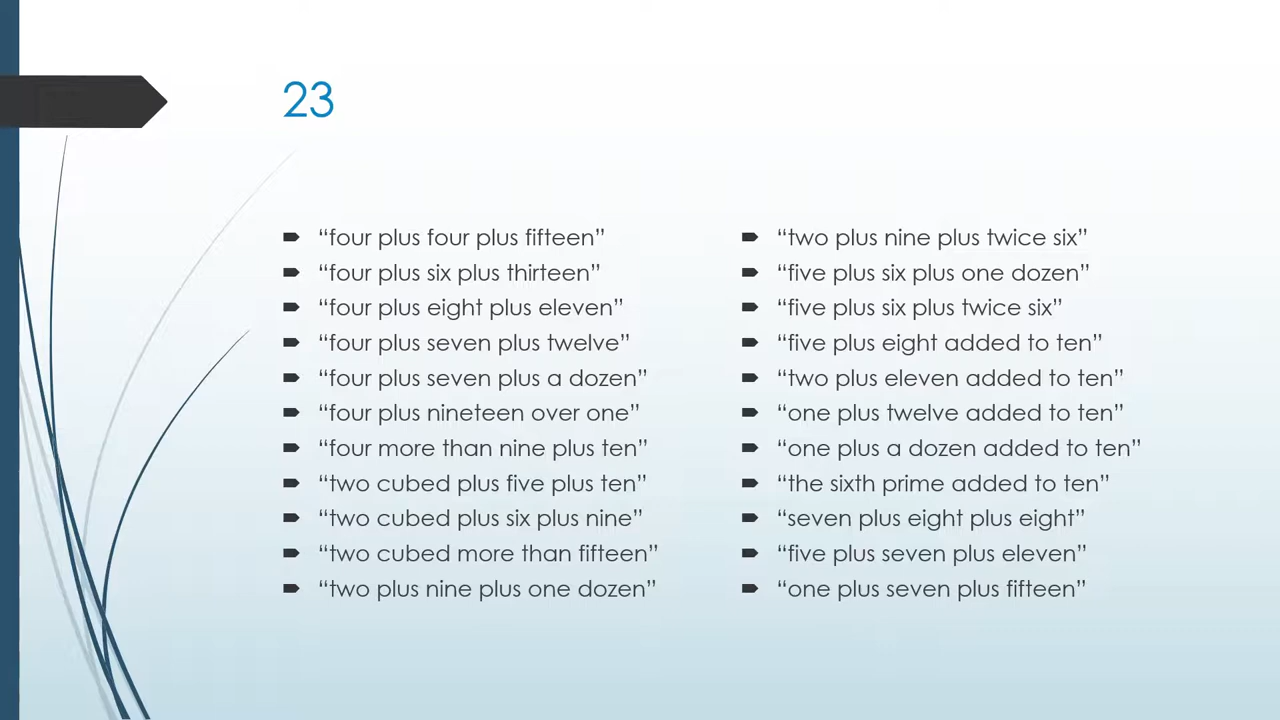 23
“four plus four plus fifteen”
“four plus six plus thirteen”
“four plus eight plus eleven”
“four plus seven plus twelve”
“four plus seven plus a dozen”
“four plus nineteen over one”
“four more than nine plus ten”
“two cubed plus five plus ten”
“two cubed plus six plus nine”
“two cubed more than fifteen”
“two plus nine plus one dozen”
“two plus nine plus twice six”
“five plus six plus one dozen”
“five plus six plus twice six”
“five plus eight added to ten”
“two plus eleven added to ten”
“one plus twelve added to ten”
“one plus a dozen added to ten”
“the sixth prime added to ten”
“seven plus eight plus eight”
“five plus seven plus eleven”
“one plus seven plus fifteen”